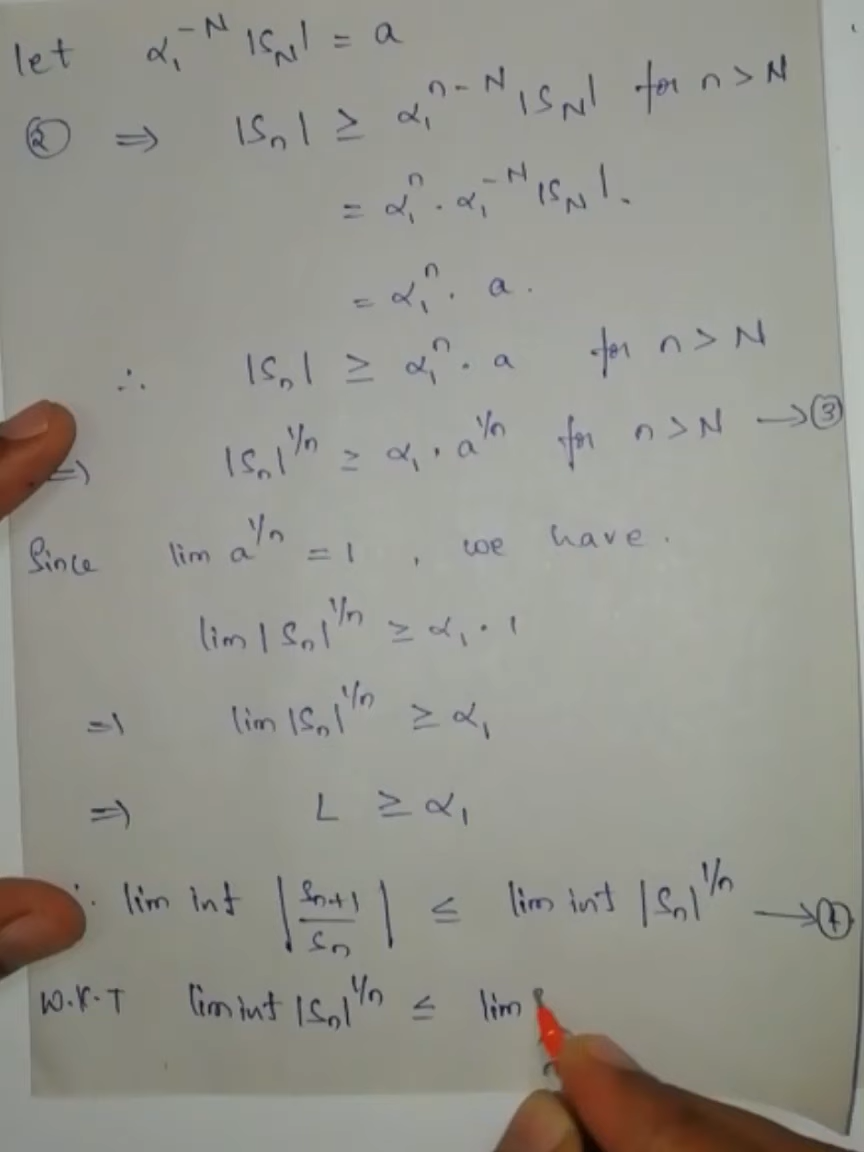 let α₁^{-N} |S_N| = a
② ⇒ |S_n| ≥ α₁^{n-N} |S_N| for n > N
= α₁^n . α₁^{-N} |S_N|.
= α₁^n . a .
∴ |S_n| ≥ α₁^n . a for n > N
⇒ |S_n|^{1/n} ≥ α₁ . a^{1/n} for n > N → ③
Since lim a^{1/n} = 1 , we have .
lim |S_n|^{1/n} ≥ α₁ . 1
⇒ lim |S_n|^{1/n} ≥ α₁
⇒ L ≥ α₁
∴ lim inf |S_{n+1}/S_n| ≤ lim inf |S_n|^{1/n} → ④
W.K.T lim inf |S_n|^{1/n} ≤ lim